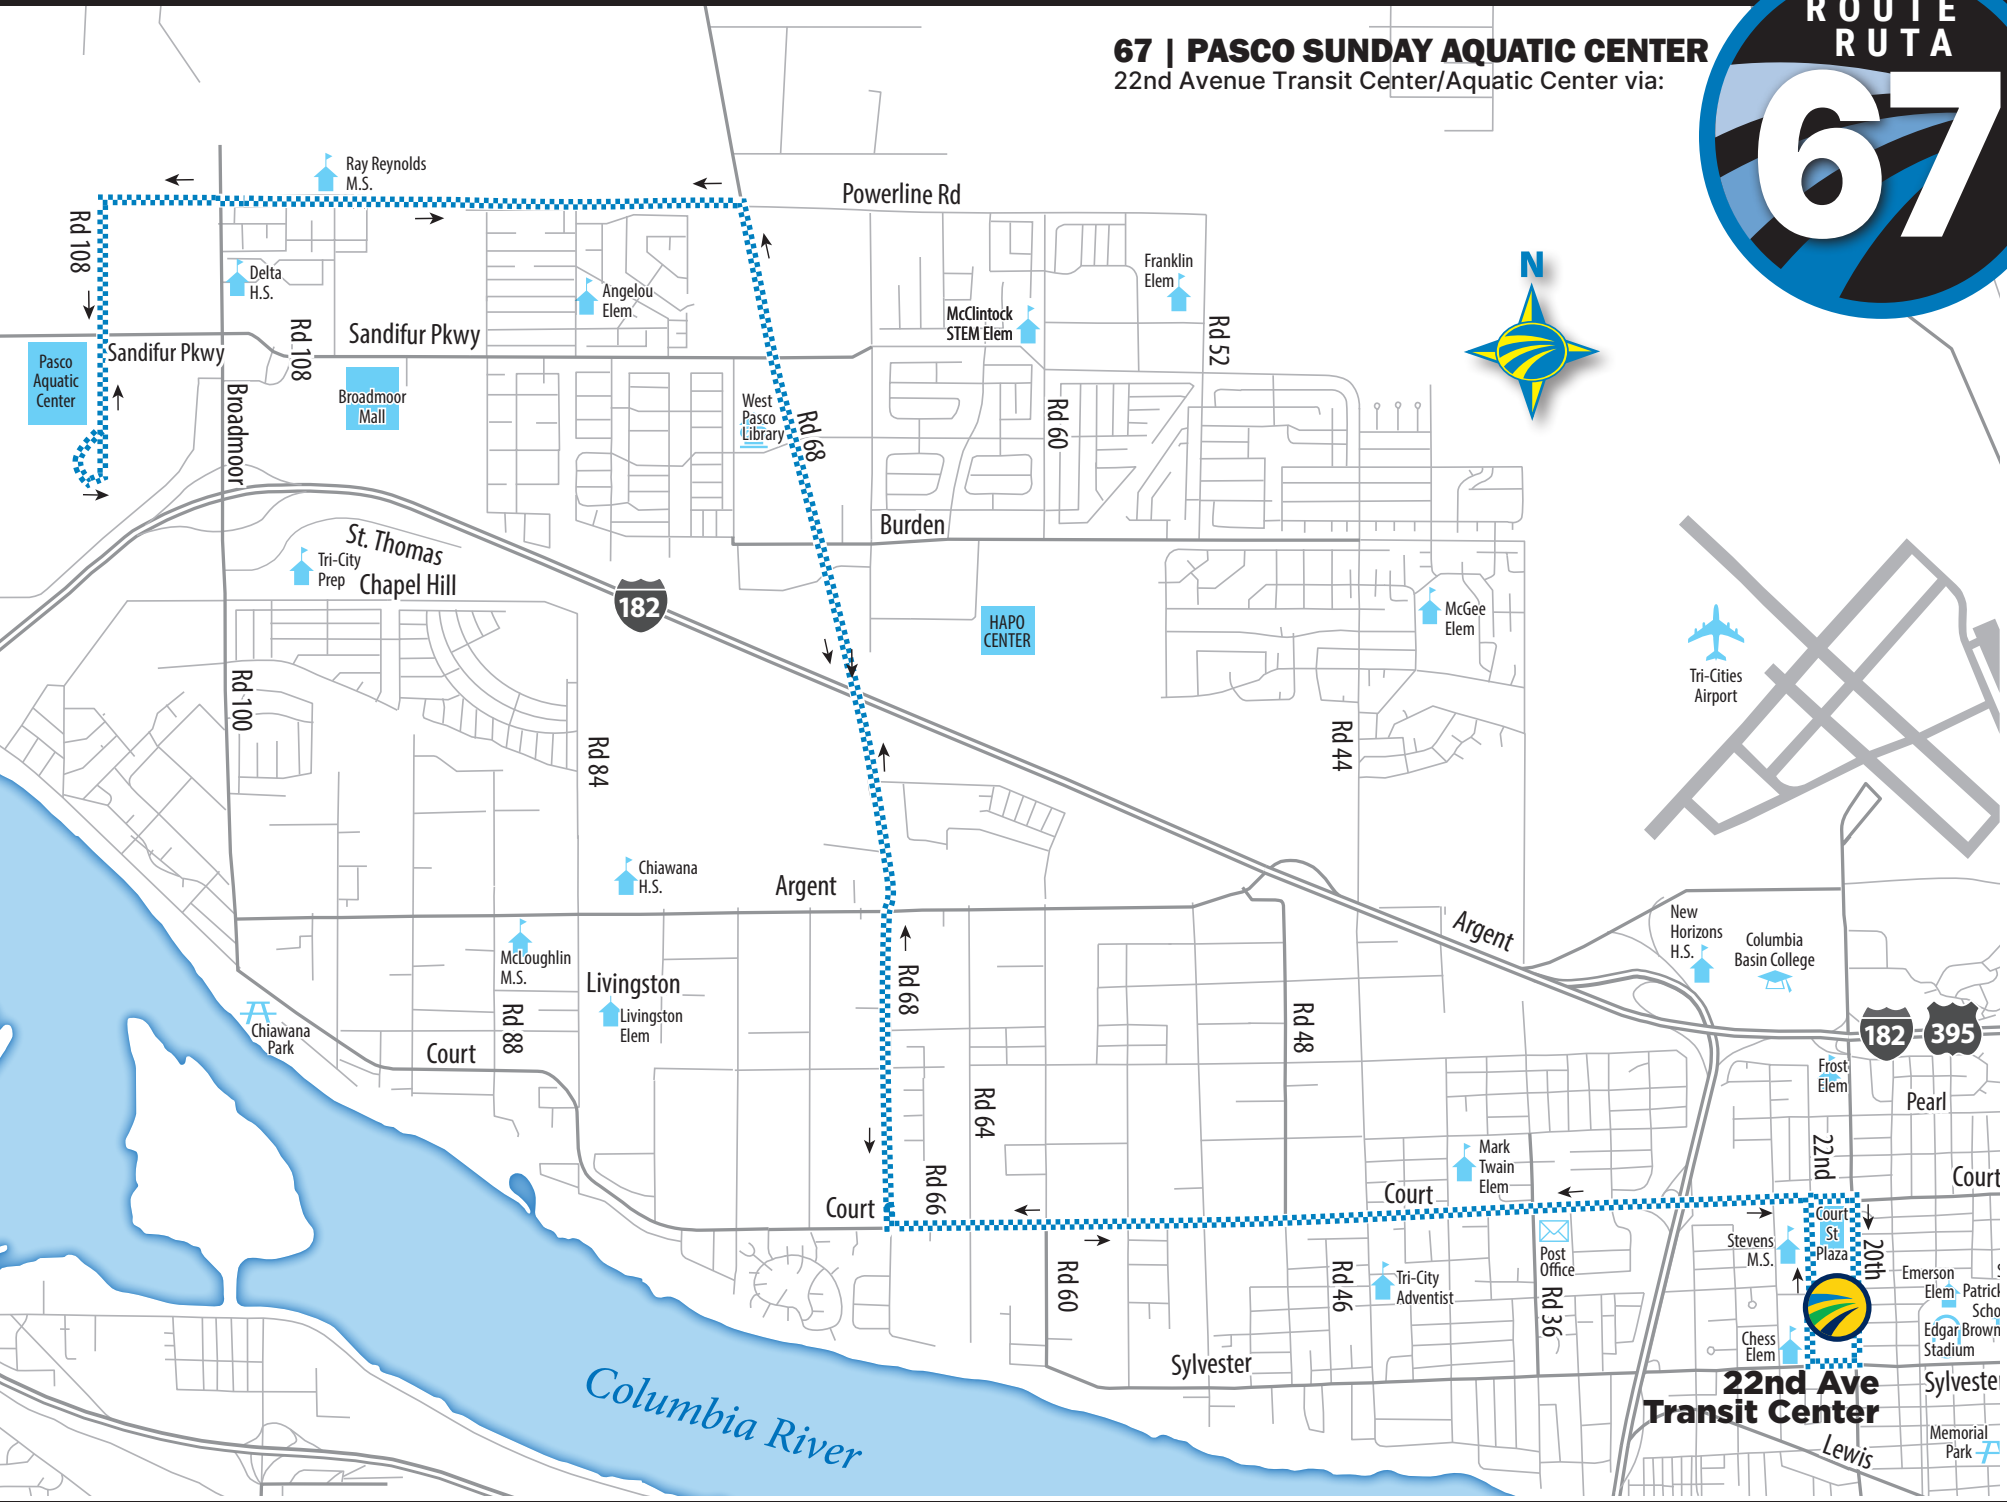 ROUTE
RUTA
67
67 | PASCO SUNDAY AQUATIC CENTER
22nd Avenue Transit Center/Aquatic Center via:
Ray Reynolds
M.S.
Powerline Rd
Rd 108
Delta
H.S.
Angelou
Elem
Franklin
Elem
McClintock
STEM Elem
N
Rd 52
Sandifur Pkwy
Sandifur Pkwy
Rd 108
Pasco
Aquatic
Center
Broadmoor
Broadmoor
Mall
West
Pasco
Library
Rd 68
Rd 60
Burden
St. Thomas
Tri-City
Prep
Chapel Hill
182
HAPO
CENTER
McGee
Elem
Tri-Cities
Airport
Rd 100
Rd 84
Rd 44
Chiawana
H.S.
Argent
Argent
New
Horizons
H.S.
Columbia
Basin College
McLoughlin
M.S.
Livingston
Livingston
Elem
Rd 88
Rd 68
Rd 48
Chiawana
Park
Court
182
395
Frost
Elem
Pearl
Rd 64
Rd 66
Mark
Twain
Elem
22nd
Court
Court
Court
Court
St
Plaza
Stevens
M.S.
20th
Post
Office
Rd 60
Rd 46
Tri-City
Adventist
Rd 36
Emerson
Elem
Patrick
Scho
Edgar Brown
Stadium
Chess
Elem
Sylvester
22nd Ave
Transit Center
Sylvester
Columbia River
Lewis
Memorial
Park